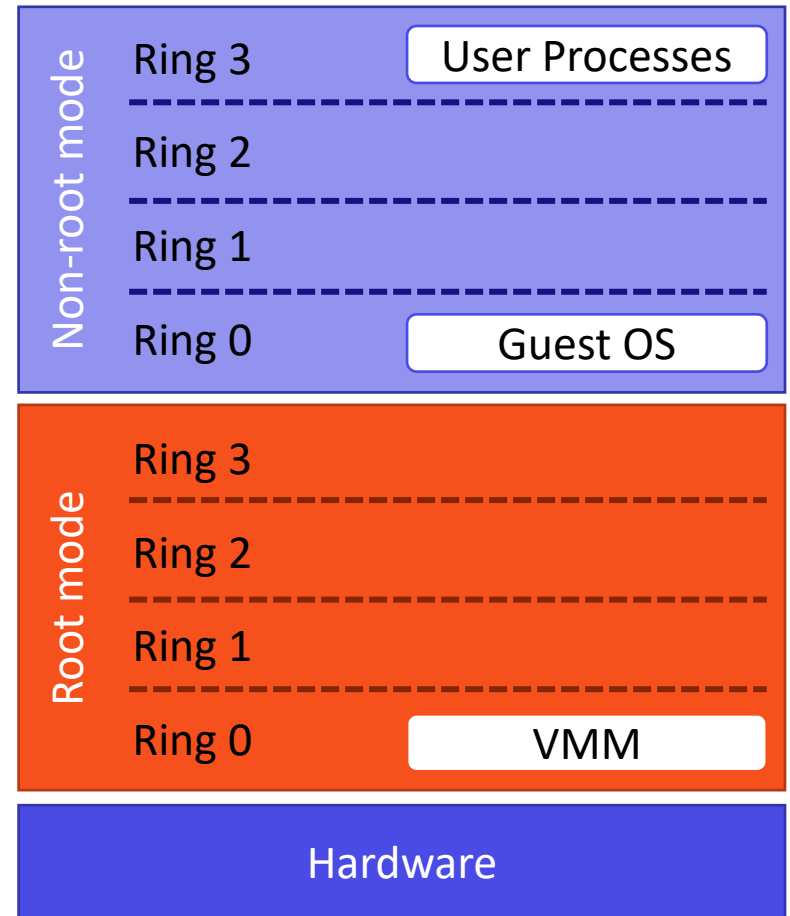 Non-root mode
Ring 3
User Processes
Ring 2
Ring 1
Ring 0
Guest OS
Root mode
Ring 3
Ring 2
Ring 1
Ring 0
VMM
Hardware